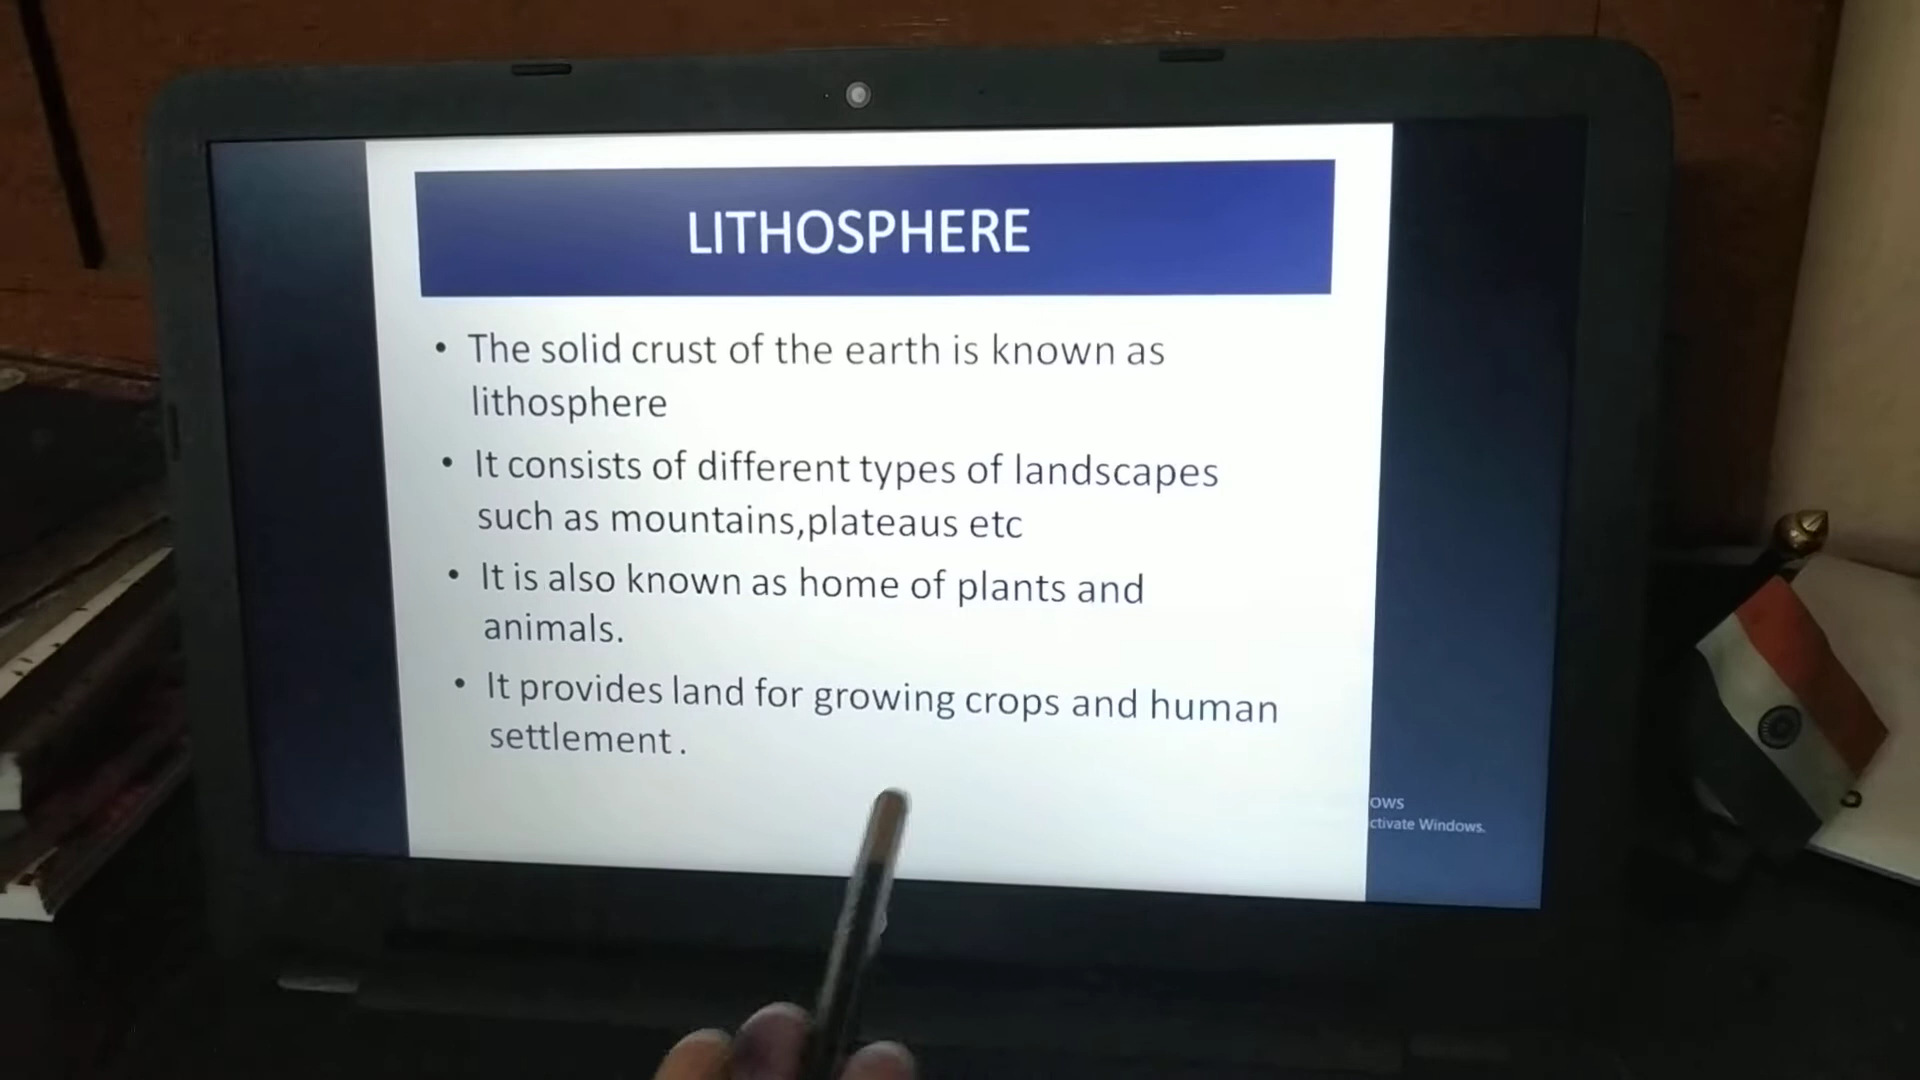 LITHOSPHERE
• The solid crust of the earth is known as
lithosphere
• It consists of different types of landscapes
such as mountains,plateaus etc
• It is also known as home of plants and
animals.
• It provides land for growing crops and human
settlement .
ows
ctivate Windows.